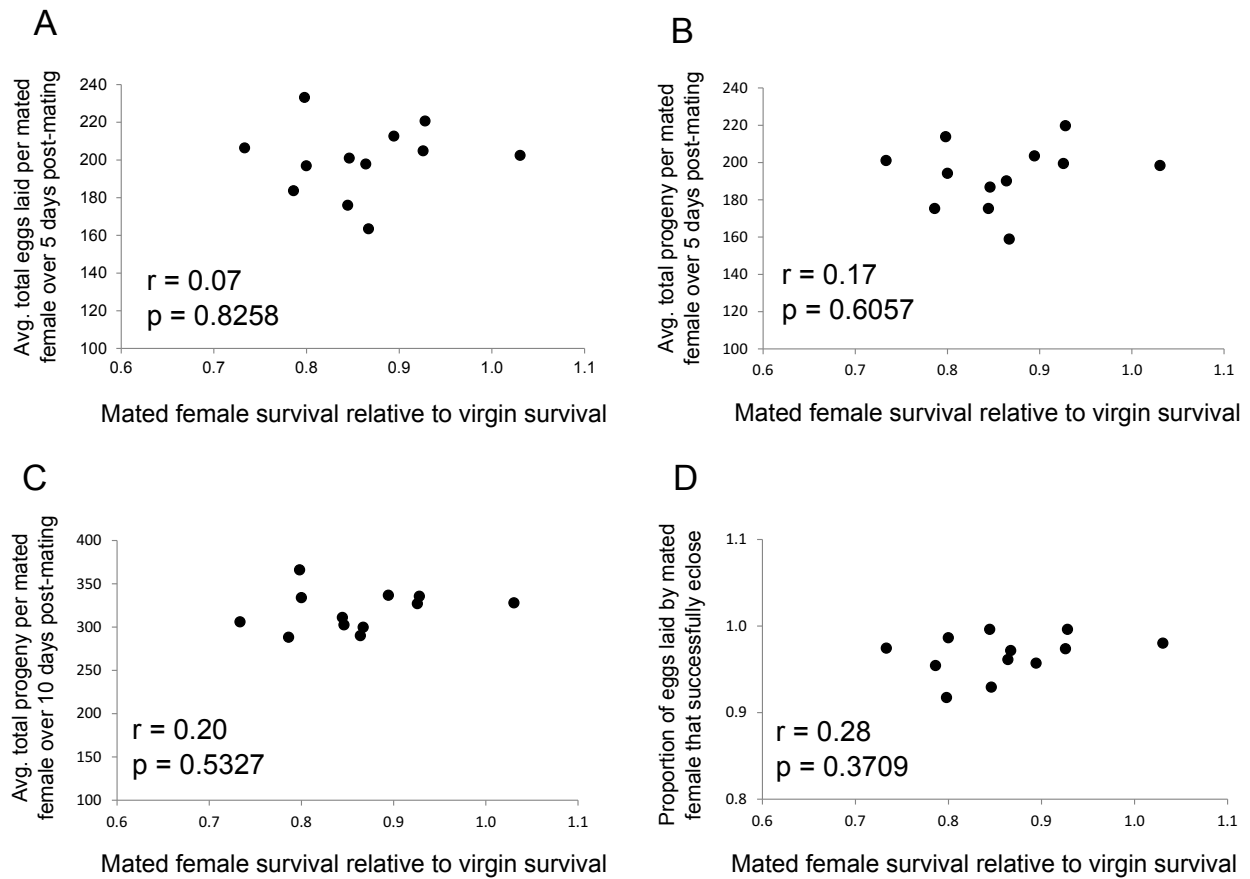 A
Avg. total eggs laid per mated
female over 5 days post-mating
240
220
200
180
160
140
120
100
r = 0.07
p = 0.8258
0.6 0.7 0.8 0.9 1.0 1.1
Mated female survival relative to virgin survival
B
Avg. total progeny per mated
female over 5 days post-mating
240
220
200
180
160
140
120
100
r = 0.17
p = 0.6057
0.6 0.7 0.8 0.9 1.0 1.1
Mated female survival relative to virgin survival
C
Avg. total progeny per mated
female over 10 days post-mating
400
350
300
250
200
150
100
r = 0.20
p = 0.5327
0.6 0.7 0.8 0.9 1.0 1.1
Mated female survival relative to virgin survival
D
Proportion of eggs laid by mated
female that successfully eclose
1.1
1.0
0.9
0.8
r = 0.28
p = 0.3709
0.6 0.7 0.8 0.9 1.0 1.1
Mated female survival relative to virgin survival